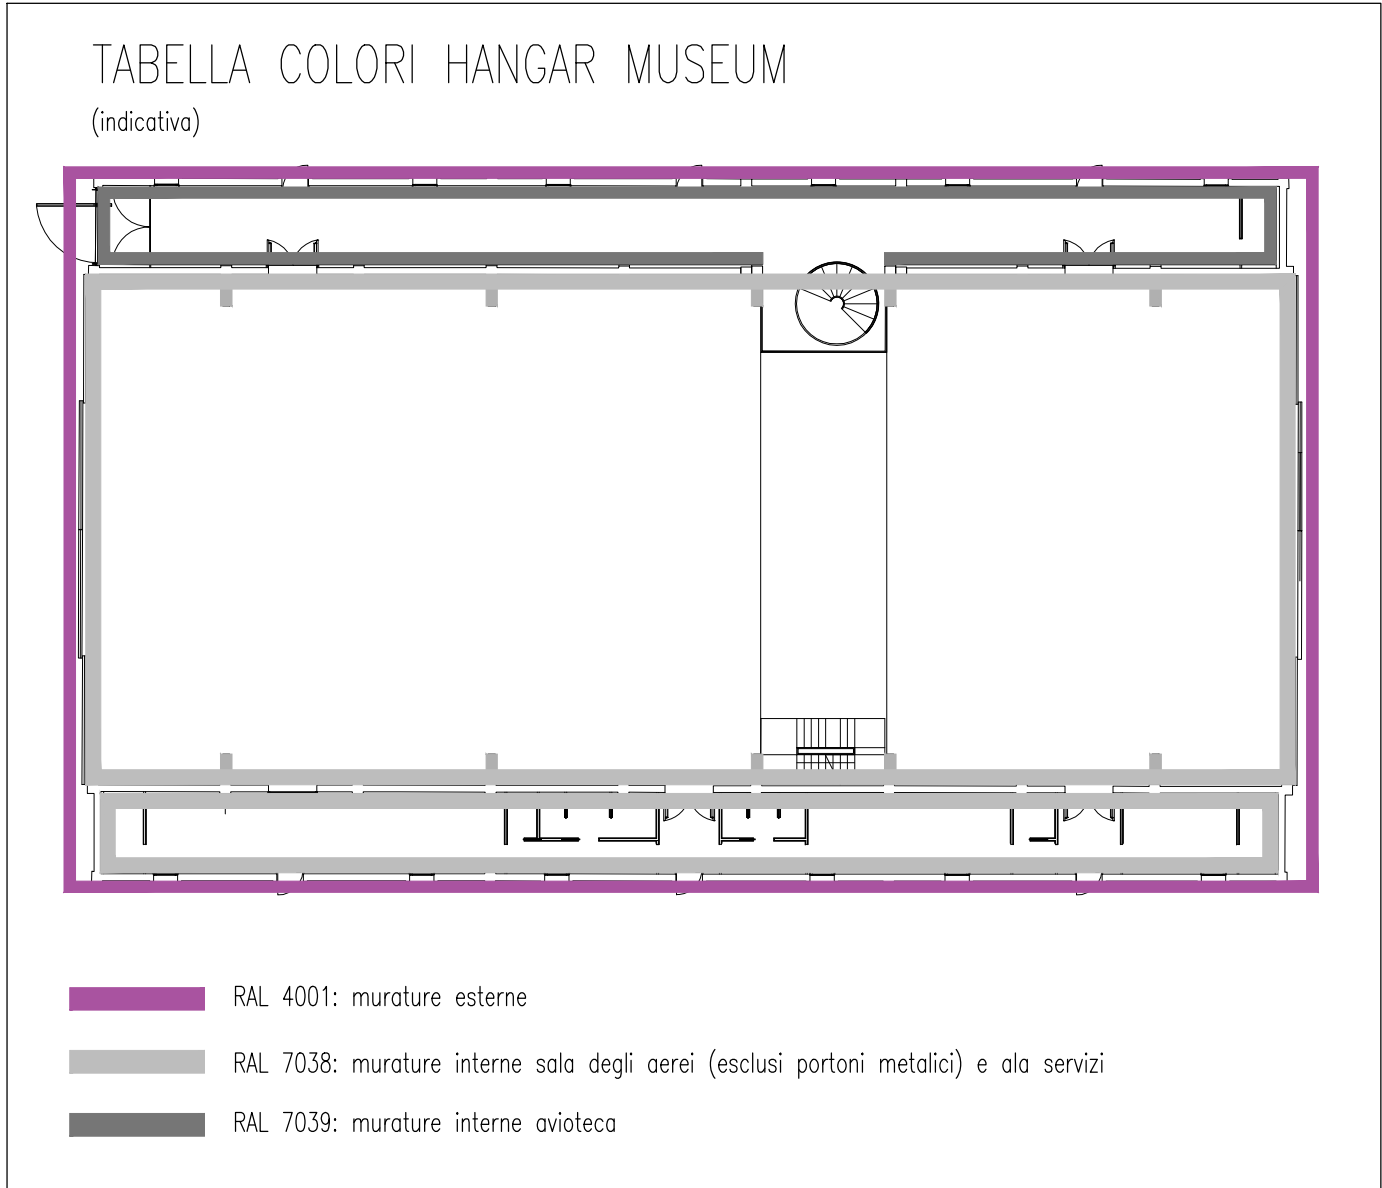 TABELLA COLORI HANGAR MUSEUM
(indicativa)
RAL 4001: murature esterne
RAL 7038: murature interne sala degli aerei (esclusi portoni metalici) e ala servizi
RAL 7039: murature interne avioteca